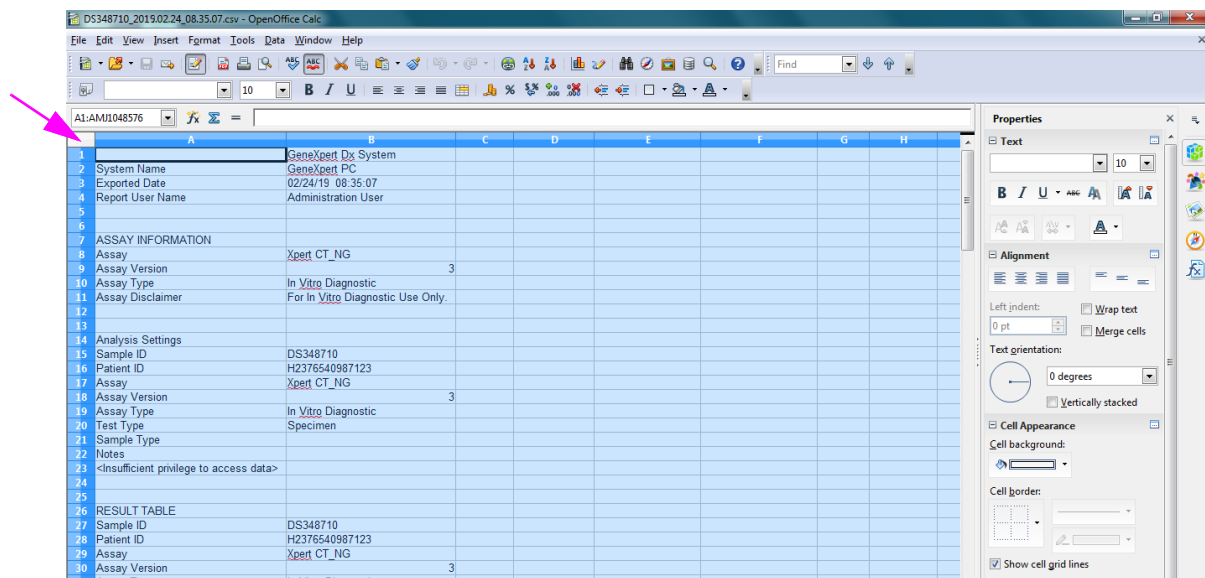 DS348710_2019.02.24_08.35.07.csv - OpenOffice Calc
File Edit View Insert Format Tools Data Window Help
Find
10
A1:AMJ1048576
A B C D E F G H
1 GeneXpert Dx System
2 System Name GeneXpert PC
3 Exported Date 02/24/19 08:35:07
4 Report User Name Administration User
5
6
7 ASSAY INFORMATION
8 Assay Xpert CT_NG
9 Assay Version 3
10 Assay Type In Vitro Diagnostic
11 Assay Disclaimer For In Vitro Diagnostic Use Only.
12
13
14 Analysis Settings
15 Sample ID DS348710
16 Patient ID H2376540987123
17 Assay Xpert CT_NG
18 Assay Version 3
19 Assay Type In Vitro Diagnostic
20 Test Type Specimen
21 Sample Type
22 Notes
23 <Insufficient privilege to access data>
24
25
26 RESULT TABLE
27 Sample ID DS348710
28 Patient ID H2376540987123
29 Assay Xpert CT_NG
30 Assay Version 3
Properties
Text
10
Alignment
Left indent:
Wrap text
0 pt
Merge cells
Text orientation:
0 degrees
Vertically stacked
Cell Appearance
Cell background:
Cell border:
Show cell grid lines